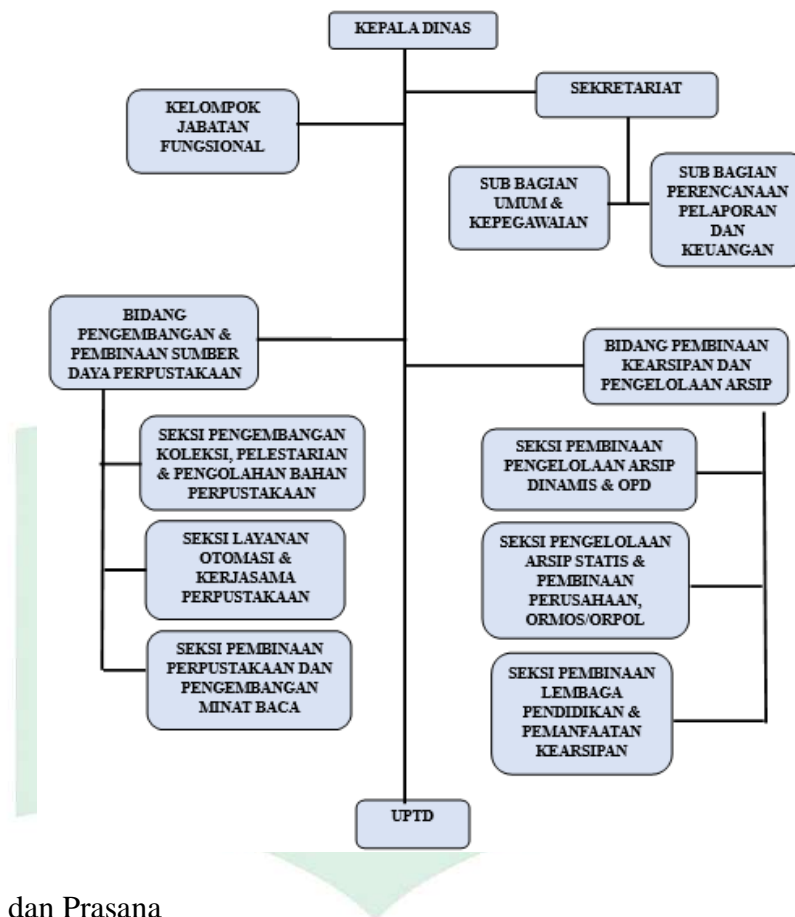 KEPALA DINAS
SEKRETARIAT
KELOMPOK
JABATAN
FUNGSIONAL
SUB BAGIAN
UMUM &
KEPEGAWAIAN
SUB BAGIAN
PERENCANAAN
PELAPORAN
DAN
KEUANGAN
BIDANG
PENGEMBANGAN &
PEMBINAAN SUMBER
DAYA PERPUSTAKAAN
BIDANG PEMBINAAN
KEARSIPAN DAN
PENGELOLAAN ARSIP
SEKSI PENGEMBANGAN
KOLEKSI, PELESTARIAN
& PENGOLAHAN BAHAN
PERPUSTAKAAN
SEKSI LAYANAN
OTOMASI &
KERJASAMA
PERPUSTAKAAN
SEKSI PEMBINAAN
PERPUSTAKAAN DAN
PENGEMBANGAN
MINAT BACA
SEKSI PEMBINAAN
PENGELOLAAN ARSIP
DINAMIS & OPD
SEKSI PENGELOLAAN
ARSIP STATIS &
PEMBINAAN
PERUSAHAAN,
ORMOS/ORPOL
SEKSI PEMBINAAN
LEMBAGA
PENDIDIKAN &
PEMANFAATAN
KEARSIPAN
UPTD
dan Prasana